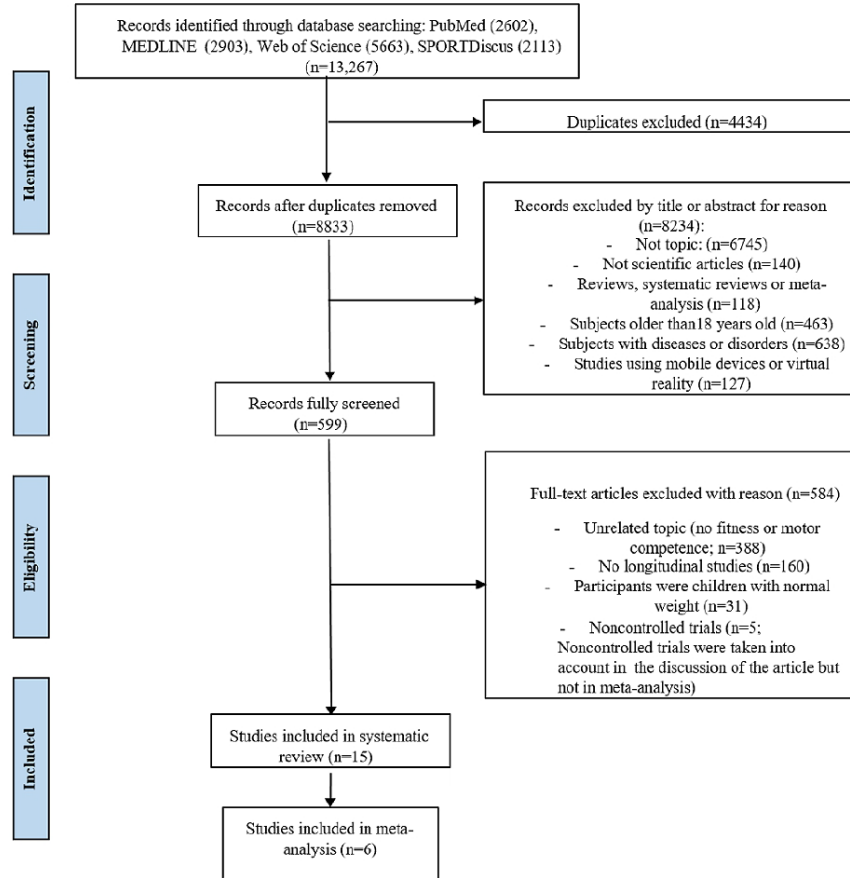 Records identified through database searching: PubMed (2602),
MEDLINE (2903), Web of Science (5663), SPORTDiscus (2113)
(n=13,267)
Identification
Duplicates excluded (n=4434)
Records after duplicates removed
(n=8833)
Records excluded by title or abstract for reason
(n=8234):
- Not topic: (n=6745)
- Not scientific articles (n=140)
- Reviews, systematic reviews or meta-
analysis (n=118)
- Subjects older than18 years old (n=463)
- Subjects with diseases or disorders (n=638)
- Studies using mobile devices or virtual
reality (n=127)
Screening
Records fully screened
(n=599)
Full-text articles excluded with reason (n=584)
- Unrelated topic (no fitness or motor
competence; n=388)
- No longitudinal studies (n=160)
- Participants were children with normal
weight (n=31)
- Noncontrolled trials (n=5;
Noncontrolled trials were taken into
account in the discussion of the article but
not in meta-analysis)
Eligibility
Studies included in systematic
review (n=15)
Included
Studies included in meta-
analysis (n=6)